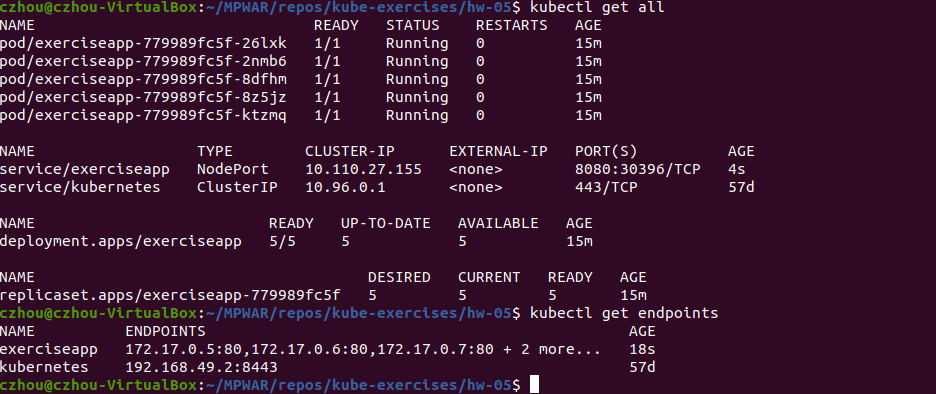 czhou@czhou-VirtualBox:~/MPWAR/repos/kube-exercises/hw-05$ kubectl get all
NAME READY STATUS RESTARTS AGE
pod/exerciseapp-779989fc5f-26lxk 1/1 Running 0 15m
pod/exerciseapp-779989fc5f-2nmb6 1/1 Running 0 15m
pod/exerciseapp-779989fc5f-8dfhm 1/1 Running 0 15m
pod/exerciseapp-779989fc5f-8z5jz 1/1 Running 0 15m
pod/exerciseapp-779989fc5f-ktzmq 1/1 Running 0 15m
NAME TYPE CLUSTER-IP EXTERNAL-IP PORT(S) AGE
service/exerciseapp NodePort 10.110.27.155 <none> 8080:30396/TCP 4s
service/kubernetes ClusterIP 10.96.0.1 <none> 443/TCP 57d
NAME READY UP-TO-DATE AVAILABLE AGE
deployment.apps/exerciseapp 5/5 5 5 15m
NAME DESIRED CURRENT READY AGE
replicaset.apps/exerciseapp-779989fc5f 5 5 5 15m
czhou@czhou-VirtualBox:~/MPWAR/repos/kube-exercises/hw-05$ kubectl get endpoints
NAME ENDPOINTS AGE
exerciseapp 172.17.0.5:80,172.17.0.6:80,172.17.0.7:80 + 2 more... 18s
kubernetes 192.168.49.2:8443 57d
czhou@czhou-VirtualBox:~/MPWAR/repos/kube-exercises/hw-05$